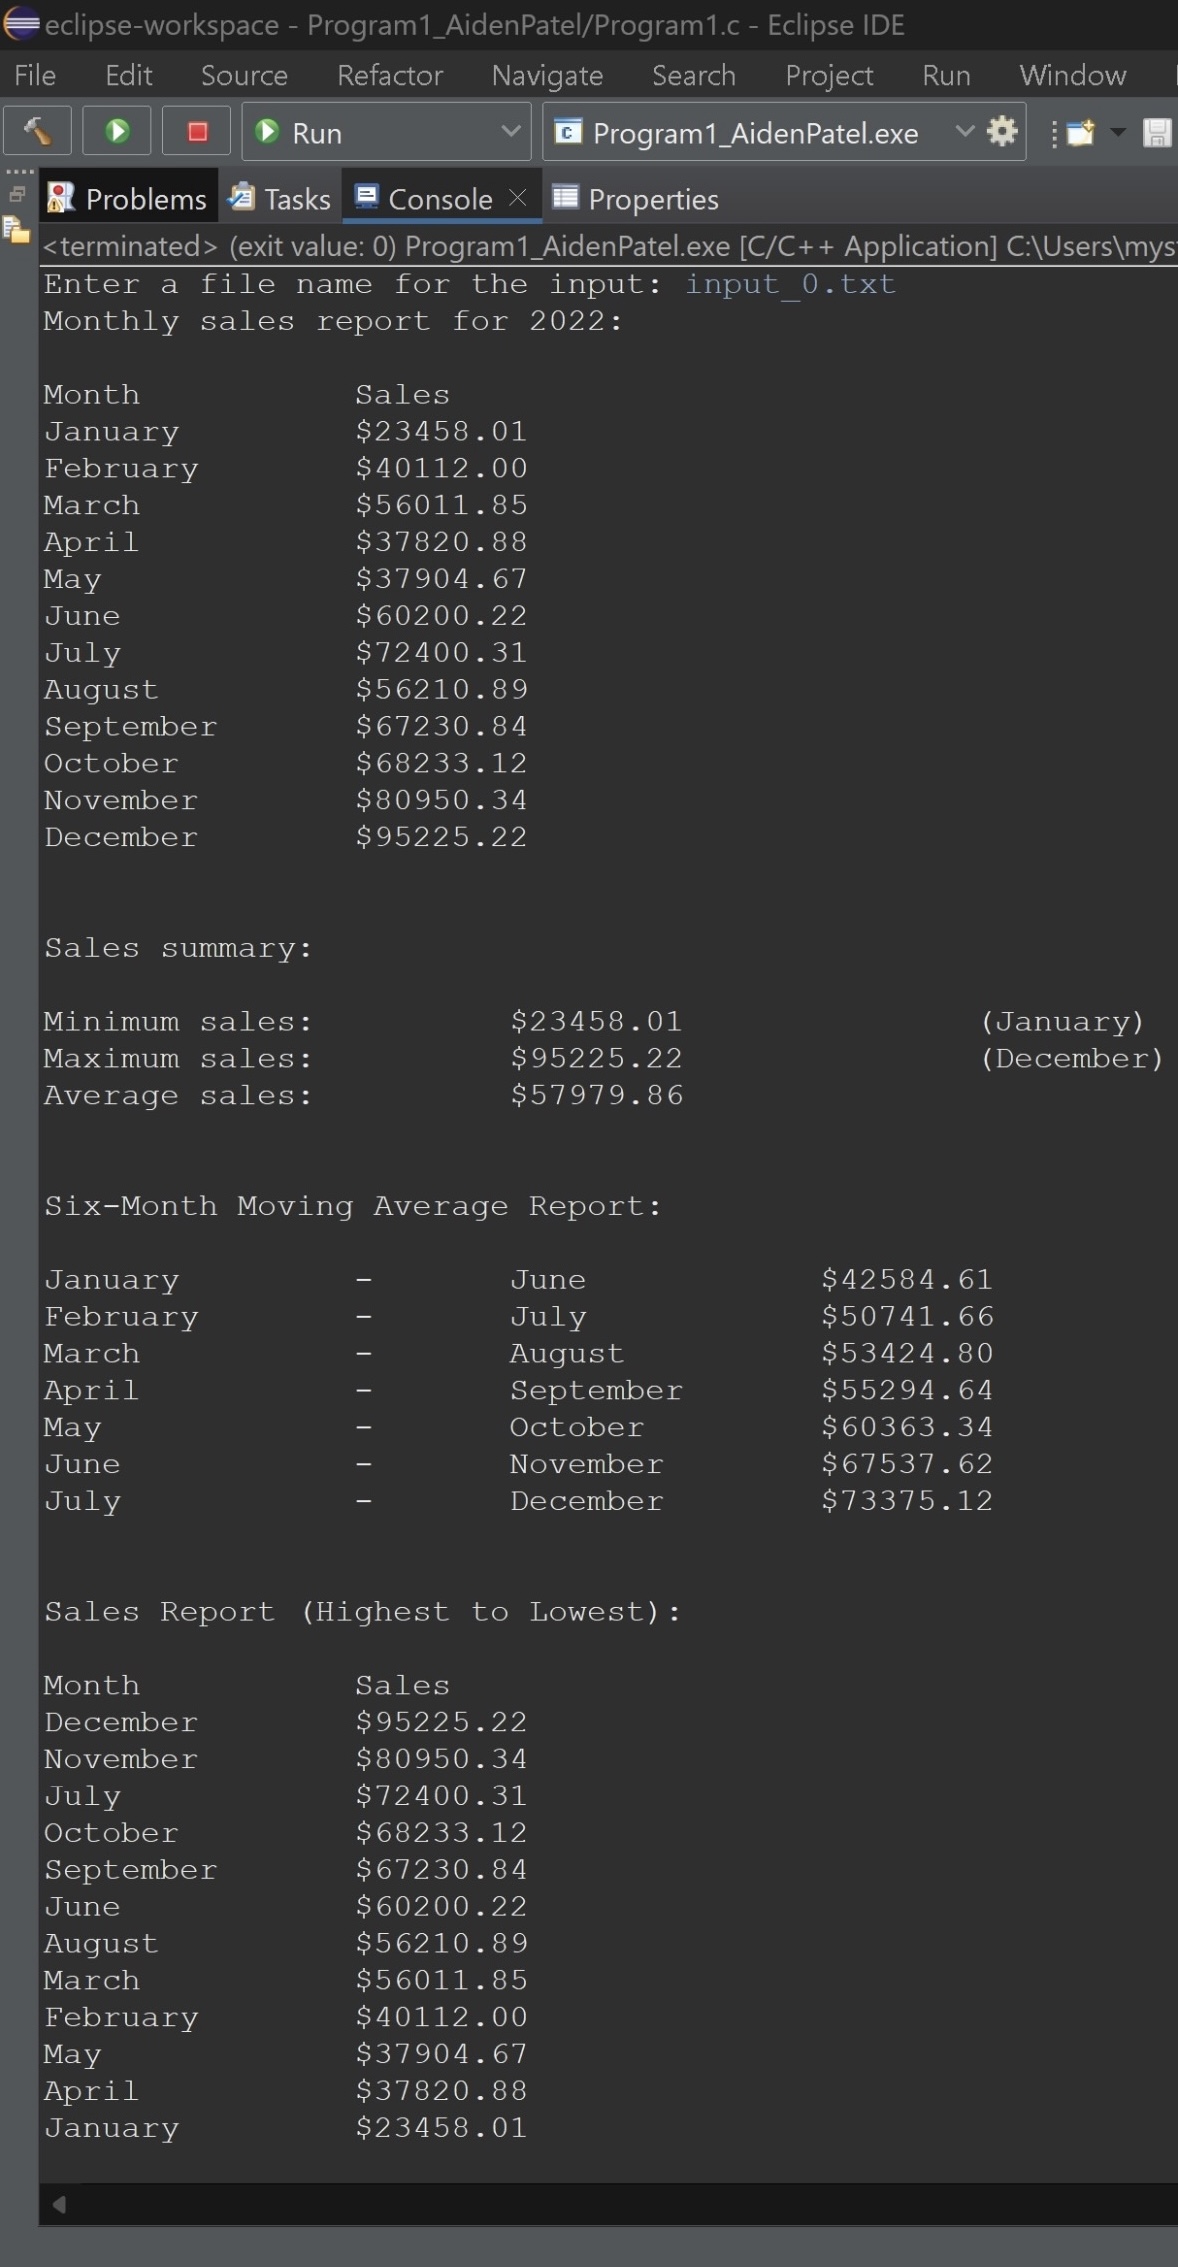 eclipse-workspace - Program1_AidenPatel/Program1.c - Eclipse IDE
File Edit Source Refactor Navigate Search Project Run Window
Run Program1_AidenPatel.exe
Problems Tasks Console Properties
<terminated> (exit value: 0) Program1_AidenPatel.exe [C/C++ Application] C:\Users\mys
Enter a file name for the input: input_0.txt
Monthly sales report for 2022:
Month Sales
January $23458.01
February $40112.00
March $56011.85
April $37820.88
May $37904.67
June $60200.22
July $72400.31
August $56210.89
September $67230.84
October $68233.12
November $80950.34
December $95225.22
Sales summary:
Minimum sales: $23458.01 (January)
Maximum sales: $95225.22 (December)
Average sales: $57979.86
Six-Month Moving Average Report:
January - June $42584.61
February - July $50741.66
March - August $53424.80
April - September $55294.64
May - October $60363.34
June - November $67537.62
July - December $73375.12
Sales Report (Highest to Lowest):
Month Sales
December $95225.22
November $80950.34
July $72400.31
October $68233.12
September $67230.84
June $60200.22
August $56210.89
March $56011.85
February $40112.00
May $37904.67
April $37820.88
January $23458.01